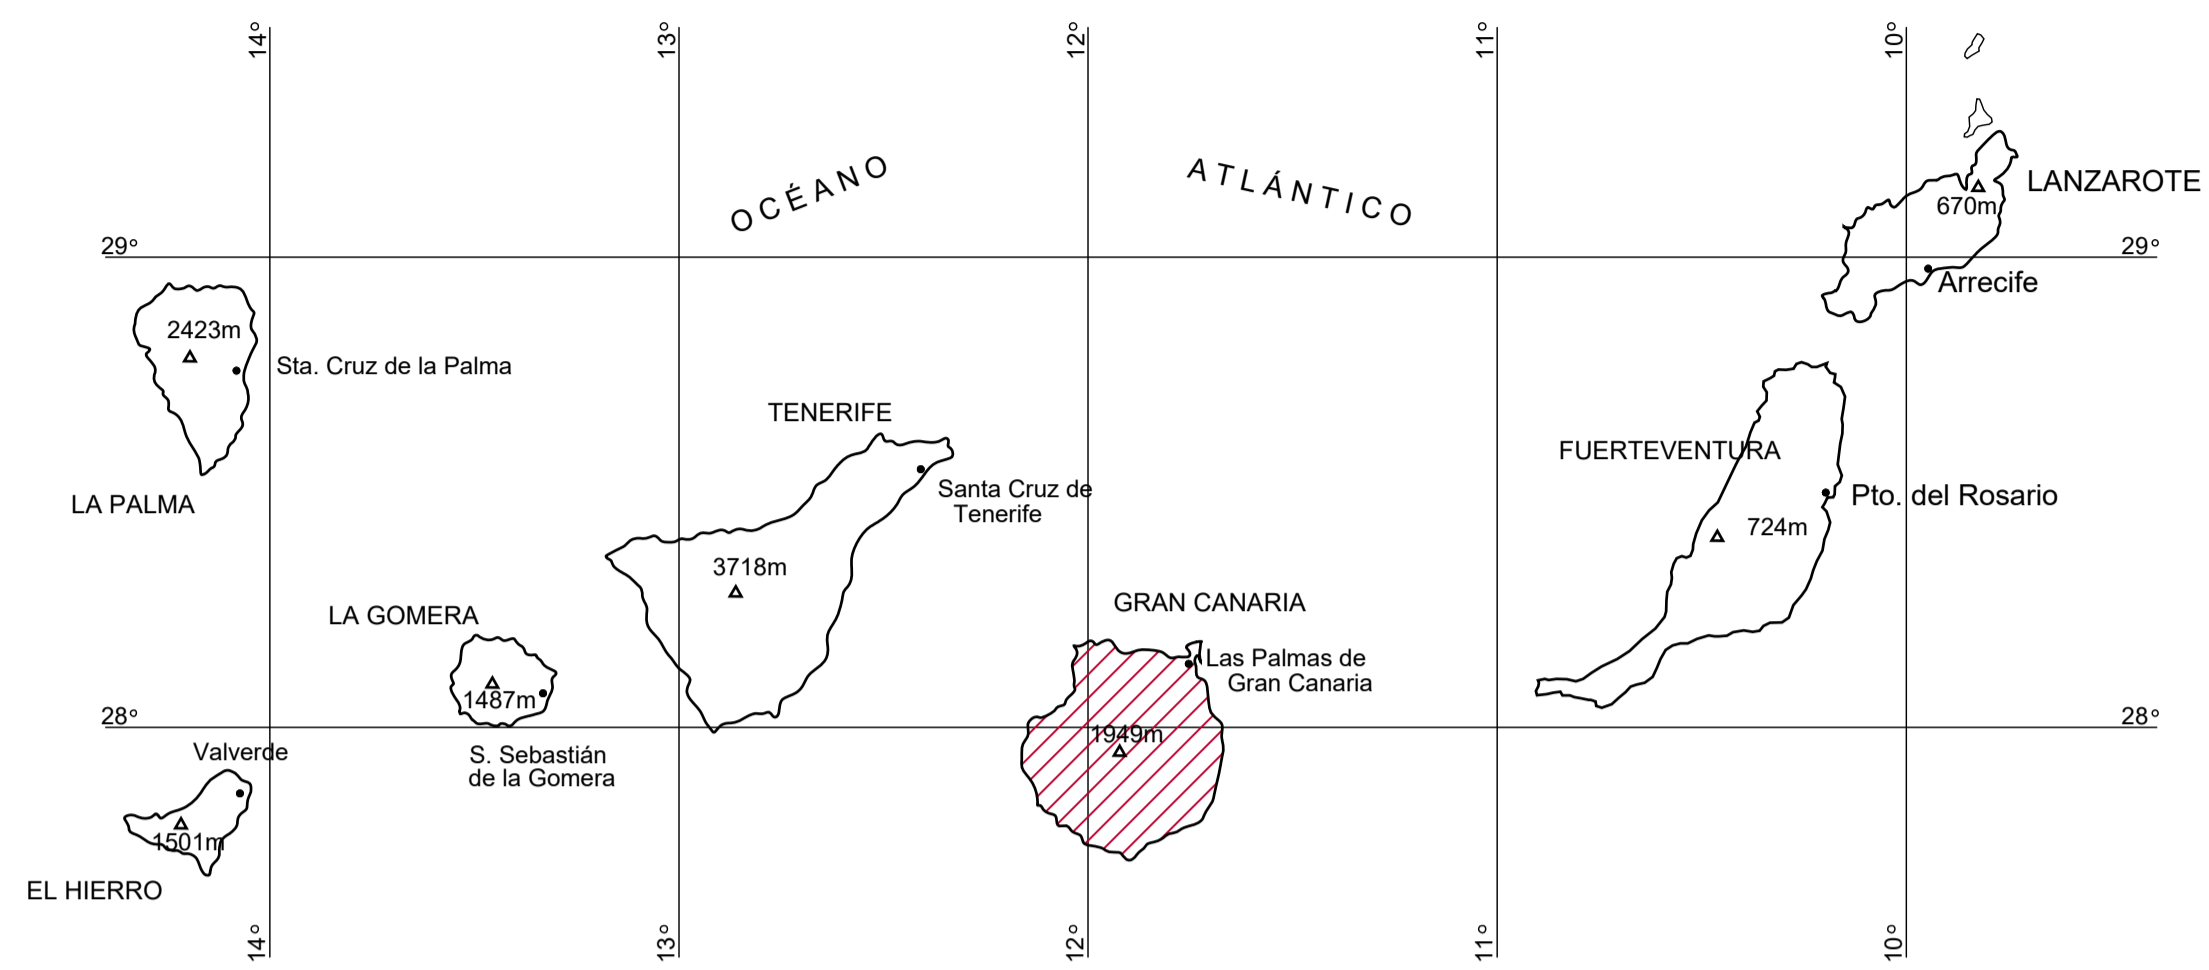 14°
13°
12°
11°
10°
OCÉANO
ATLÁNTICO
LANZAROTE
670m
29°
29°
Arrecife
2423m
Sta. Cruz de la Palma
LA PALMA
TENERIFE
Santa Cruz de
Tenerife
3718m
FUERTEVENTURA
Pto. del Rosario
724m
LA GOMERA
1487m
S. Sebastián
de la Gomera
GRAN CANARIA
Las Palmas de
Gran Canaria
1949m
28°
28°
Valverde
1501m
EL HIERRO
14°
13°
12°
11°
10°